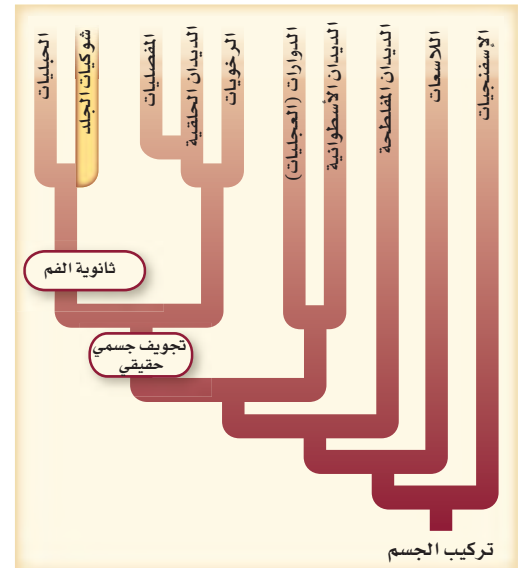 الإسفنجيات
اللاسعات
الديدان المفلطحة
الديدان الأسطوانية
الدوارات (العجليات)
الرخويات
الديدان الحلقية
المفصليات
شوكيات الجلد
الحبليات
ثانوية الفم
تجويف جسمي
حقيقي
تركيب الجسم